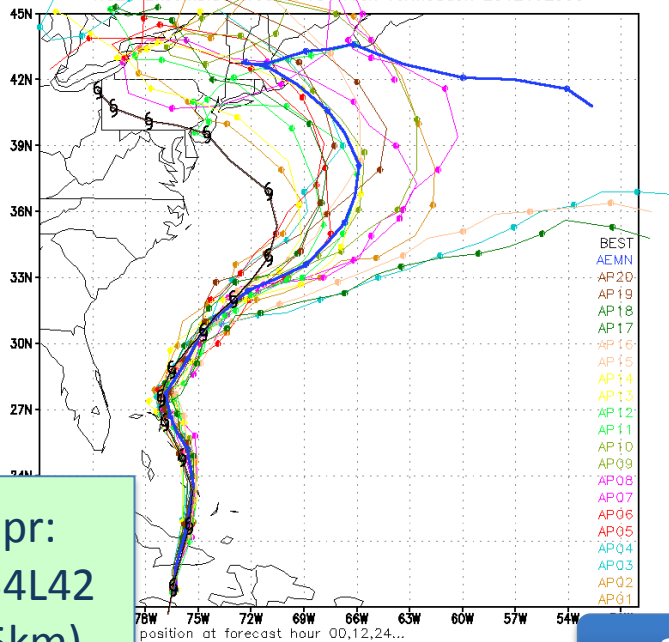 45N
42N
39N
36N
33N
30N
27N
24N
78W 75W 72W 69W 66W 63W 60W 57W 54W
BEST
AEMN
AP20
AP19
AP18
AP17
AP16
AP15
AP14
AP13
AP12
AP11
AP10
AP09
AP08
AP07
AP06
AP05
AP04
AP03
AP02
AP01
position at forecast hour 00,12,24...
pr:
4L42
km)